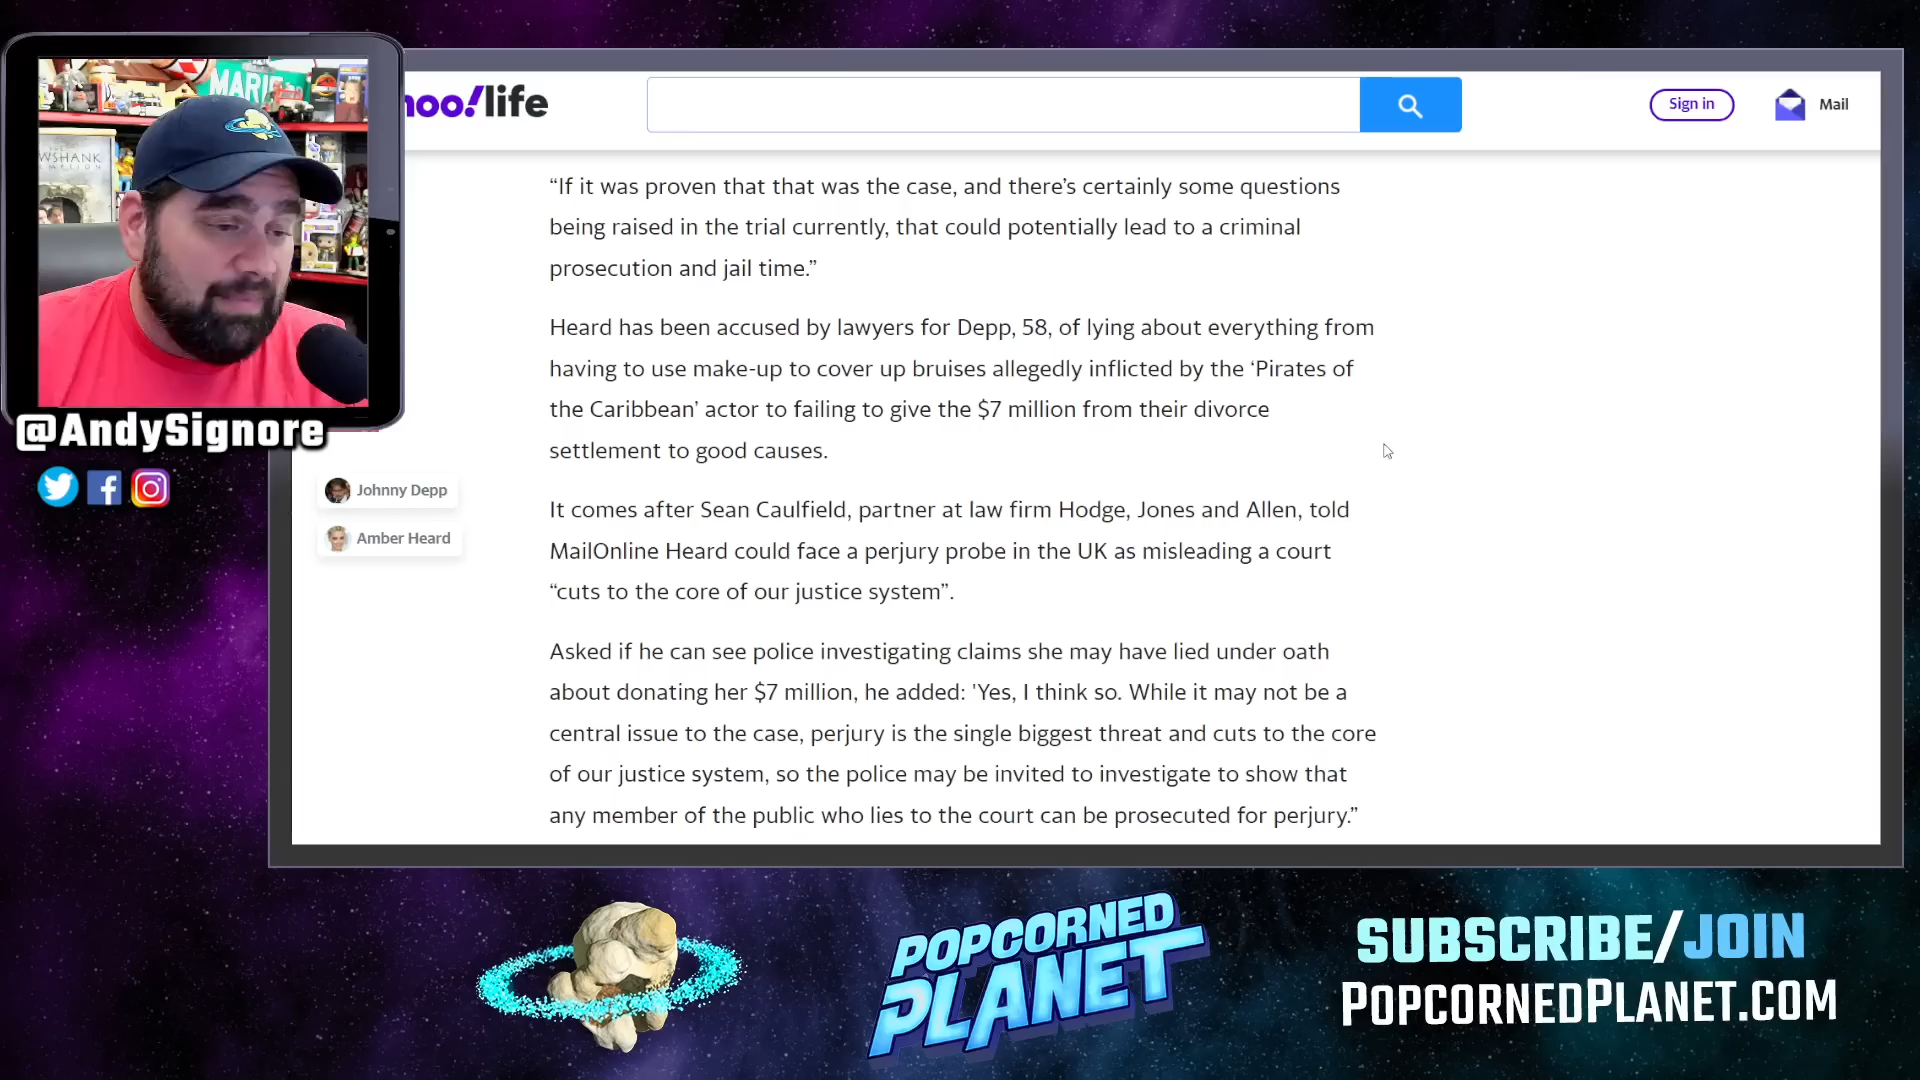 MARIE
WSHANK
hoo!life
Sign in
Mail
“If it was proven that that was the case, and there’s certainly some questions
being raised in the trial currently, that could potentially lead to a criminal
prosecution and jail time.”
Heard has been accused by lawyers for Depp, 58, of lying about everything from
having to use make-up to cover up bruises allegedly inflicted by the ‘Pirates of
the Caribbean’ actor to failing to give the $7 million from their divorce
settlement to good causes.
@AndySignore
Johnny Depp
Amber Heard
It comes after Sean Caulfield, partner at law firm Hodge, Jones and Allen, told
MailOnline Heard could face a perjury probe in the UK as misleading a court
“cuts to the core of our justice system”.
Asked if he can see police investigating claims she may have lied under oath
about donating her $7 million, he added: 'Yes, I think so. While it may not be a
central issue to the case, perjury is the single biggest threat and cuts to the core
of our justice system, so the police may be invited to investigate to show that
any member of the public who lies to the court can be prosecuted for perjury.”
POPCORNED
PLANET
SUBSCRIBE/JOIN
POPCORNEDPLANET.COM